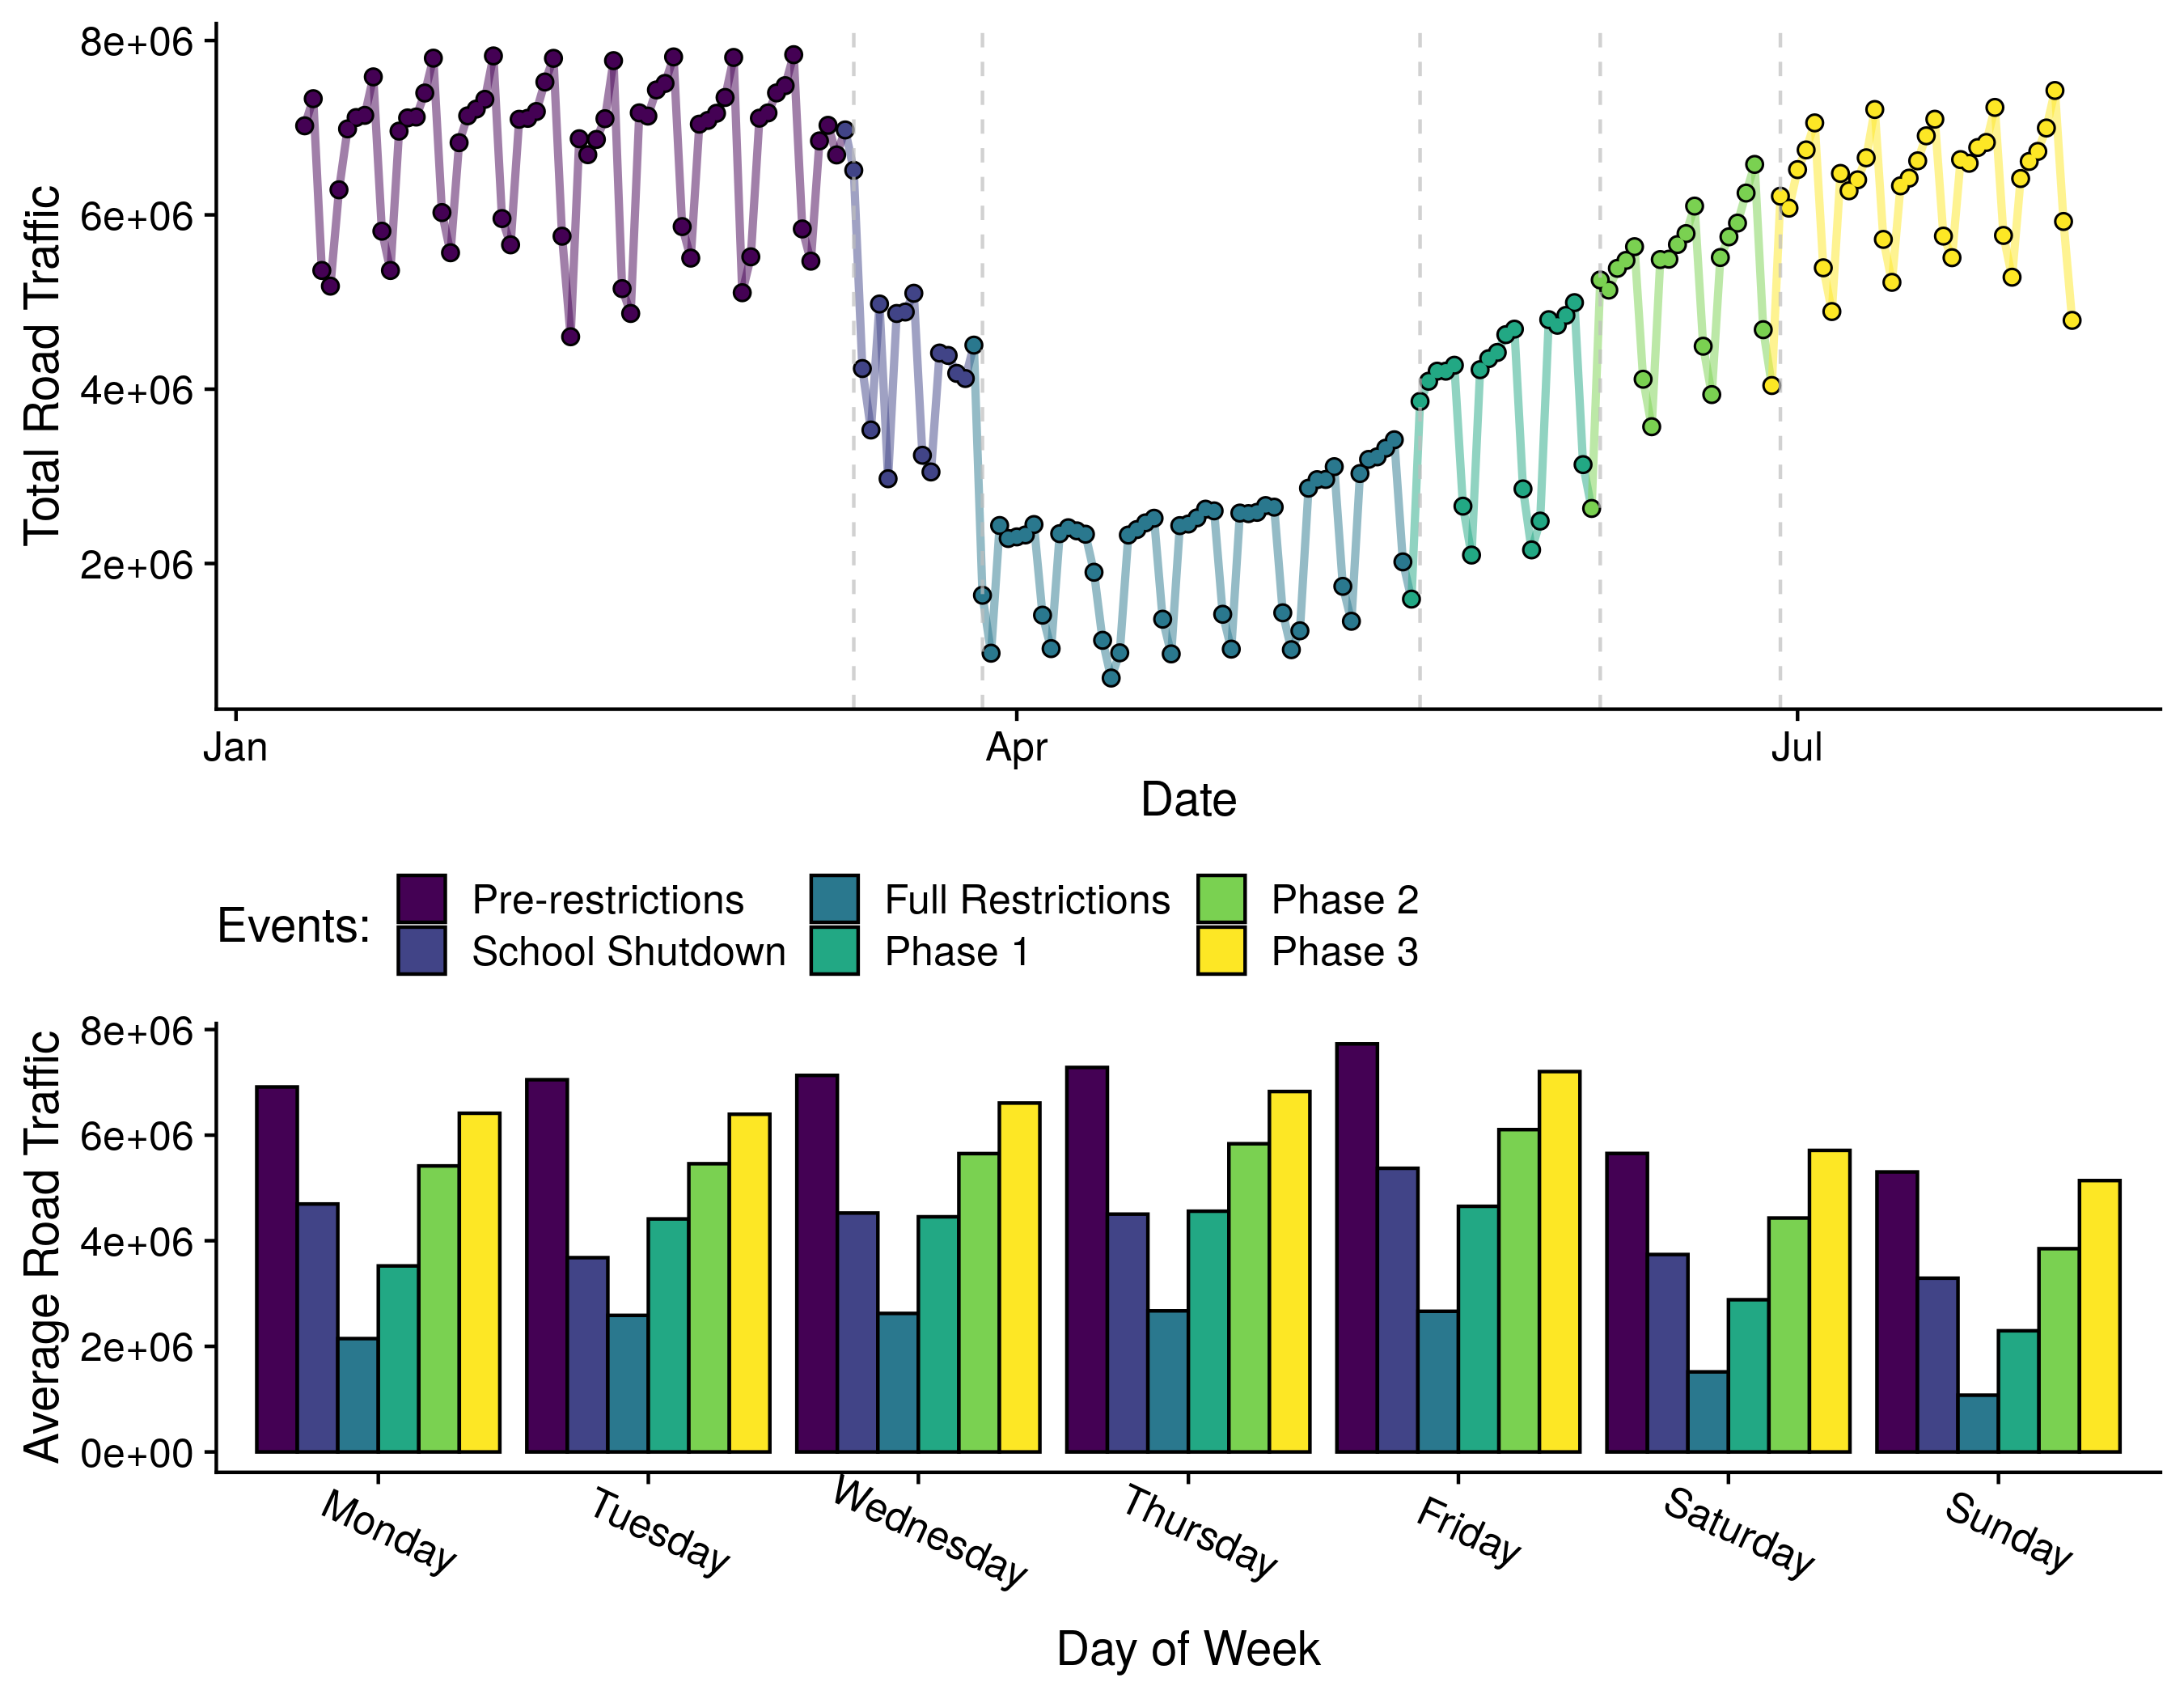 Total Road Traffic
8e+06
6e+06
4e+06
2e+06
Jan Apr Jul
Date
Events:
Pre-restrictions Full Restrictions Phase 2
School Shutdown Phase 1 Phase 3
Average Road Traffic
8e+06
6e+06
4e+06
2e+06
0e+00
Monday Tuesday Wednesday Thursday Friday Saturday Sunday
Day of Week